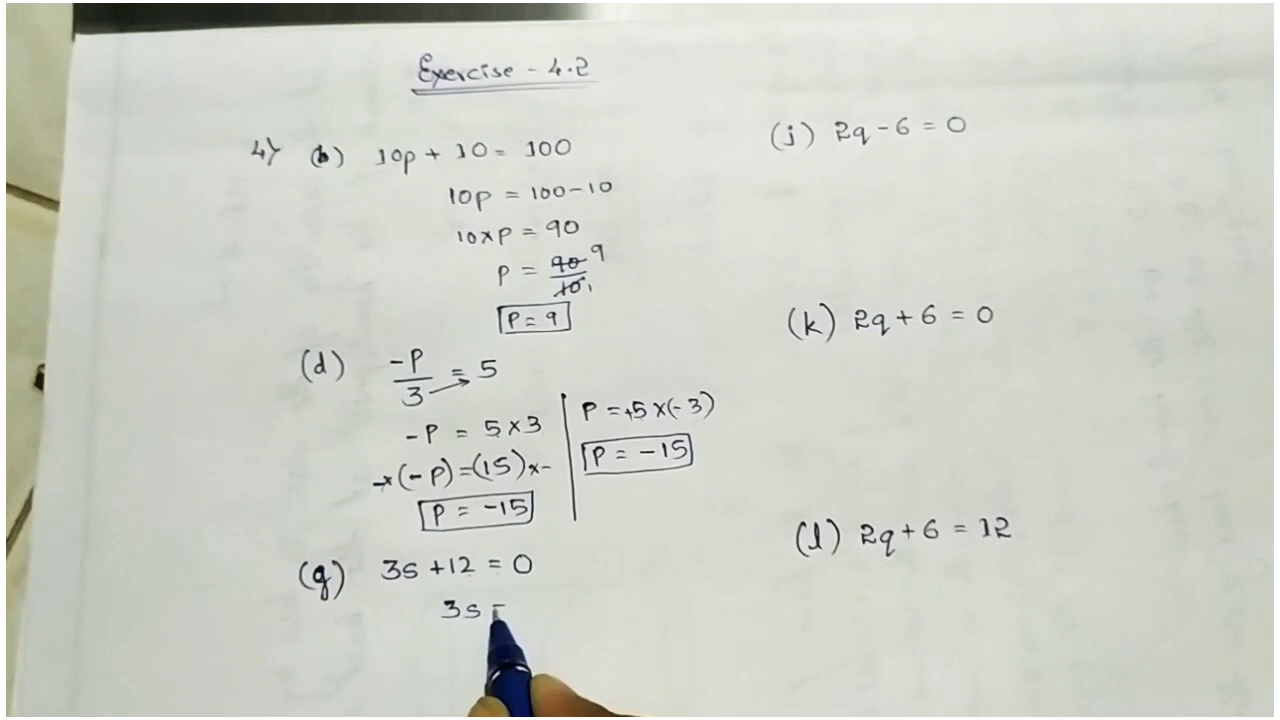 Exercise - 4.2
4) (b) 10p + 10 = 100
10p = 100-10
10×p = 90
p = 90/10 9 1
P = 9
(d) -P/3 = 5
-P = 5×3
-×(-P)=(15)×-
P = -15
P = +5×(-3)
P = -15
(g) 3s +12 = 0
3s =
(j) 2q-6 = 0
(k) 2q+6 = 0
(l) 2q+6 = 12